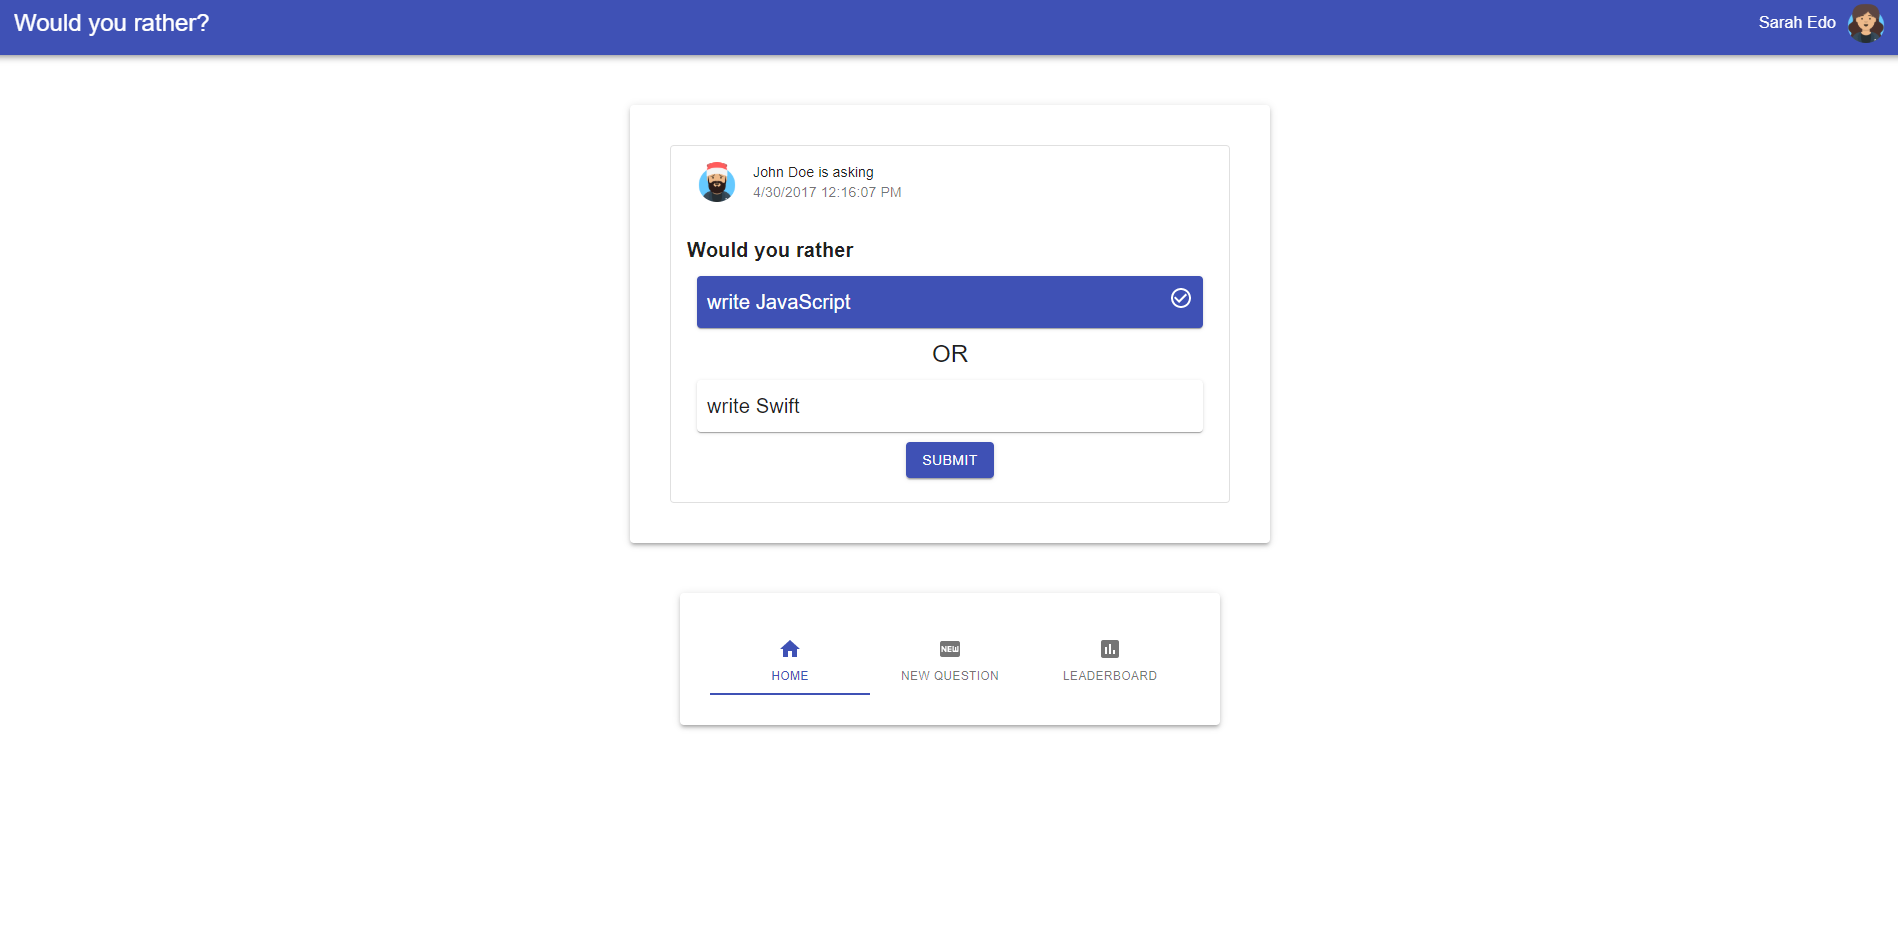 Would you rather?
Sarah Edo
John Doe is asking
4/30/2017 12:16:07 PM
Would you rather
write JavaScript
OR
write Swift
SUBMIT
NEW
HOME
NEW QUESTION
LEADERBOARD